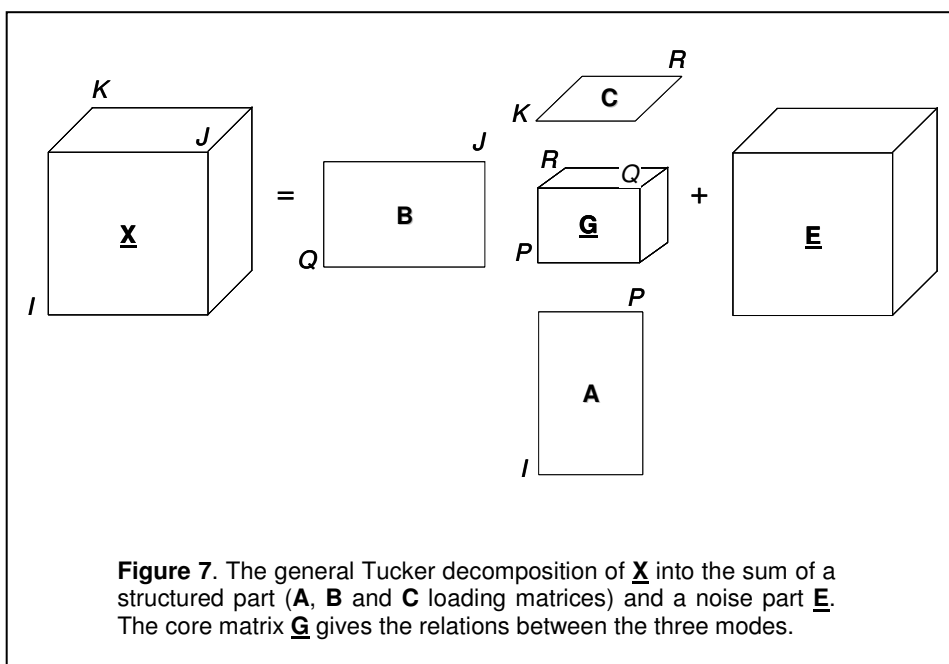 R
K
C
K
J
J
R
Q
=
B
G
+
X
E
Q
P
I
P
A
I
Figure 7. The general Tucker decomposition of X into the sum of a
structured part (A, B and C loading matrices) and a noise part E.
The core matrix G gives the relations between the three modes.